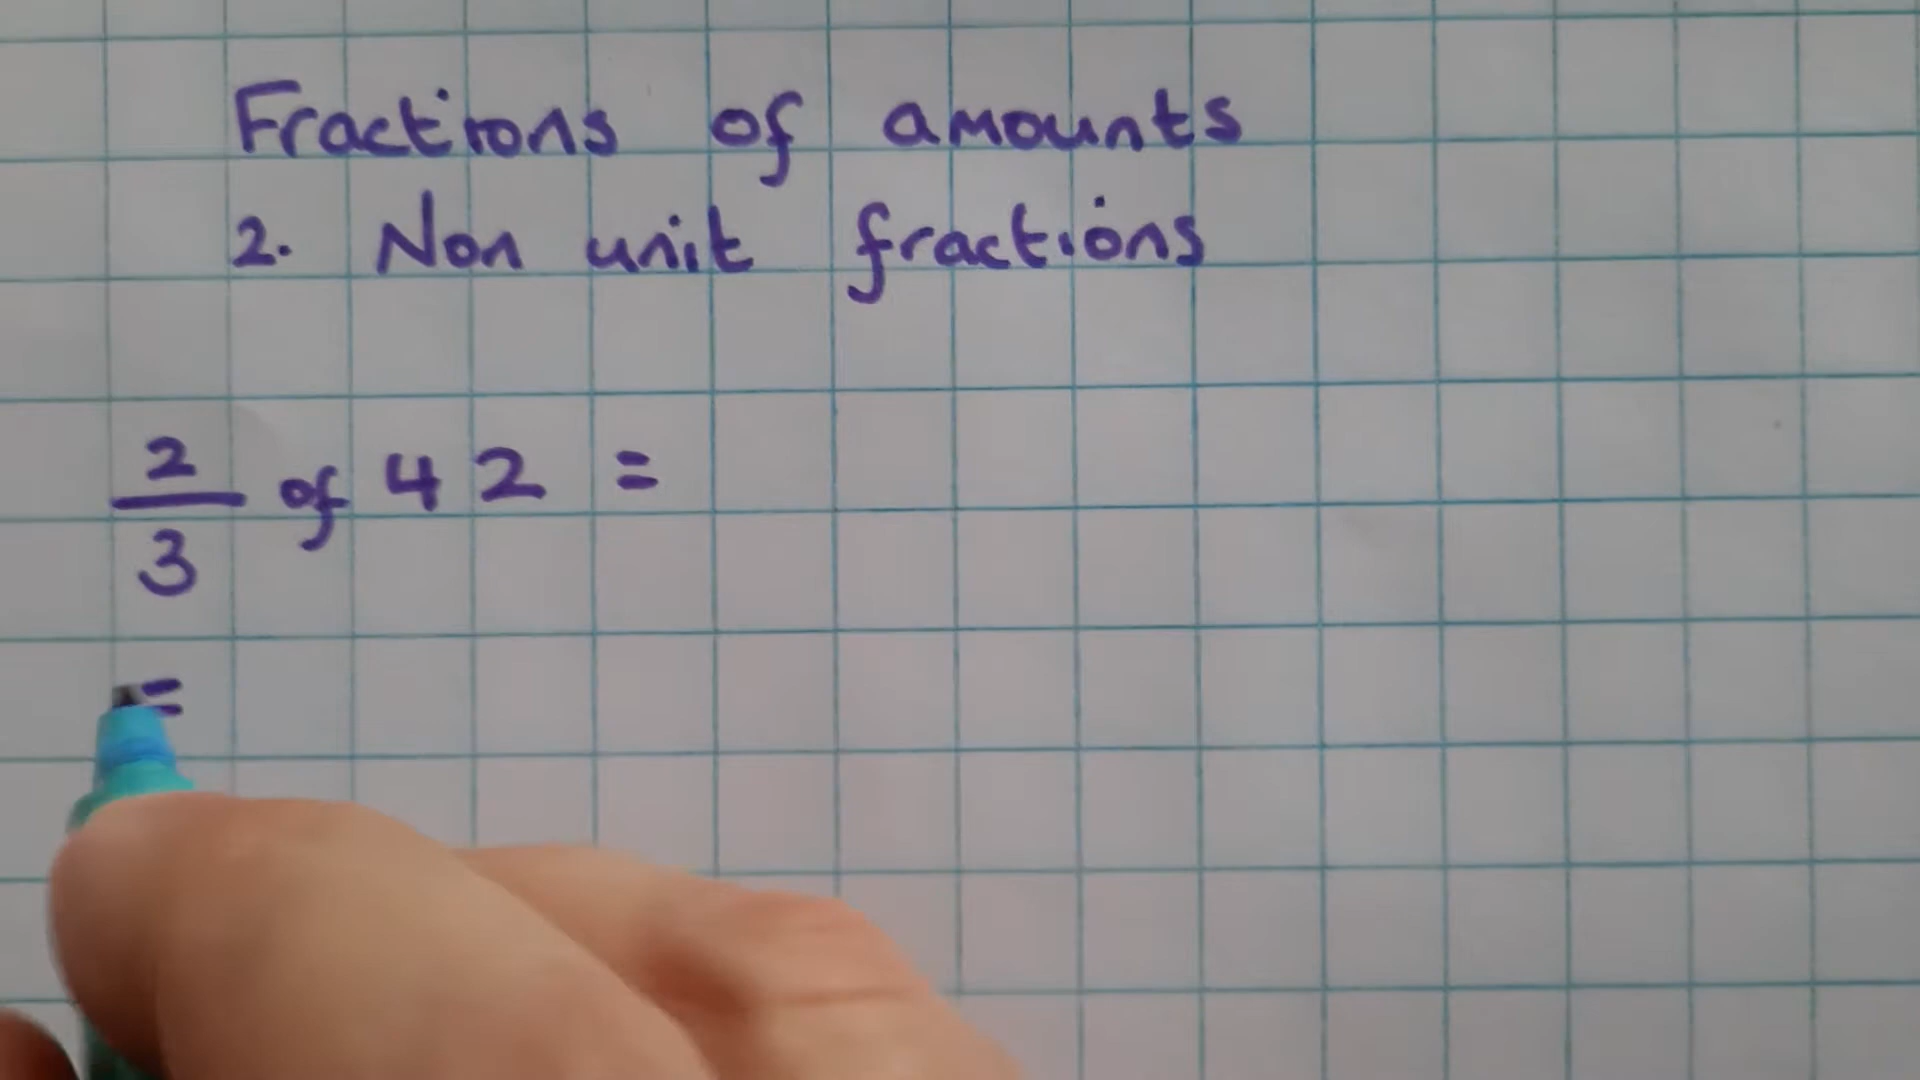 Fractions of amounts
2. Non unit fractions
2/3 of 42 =
=